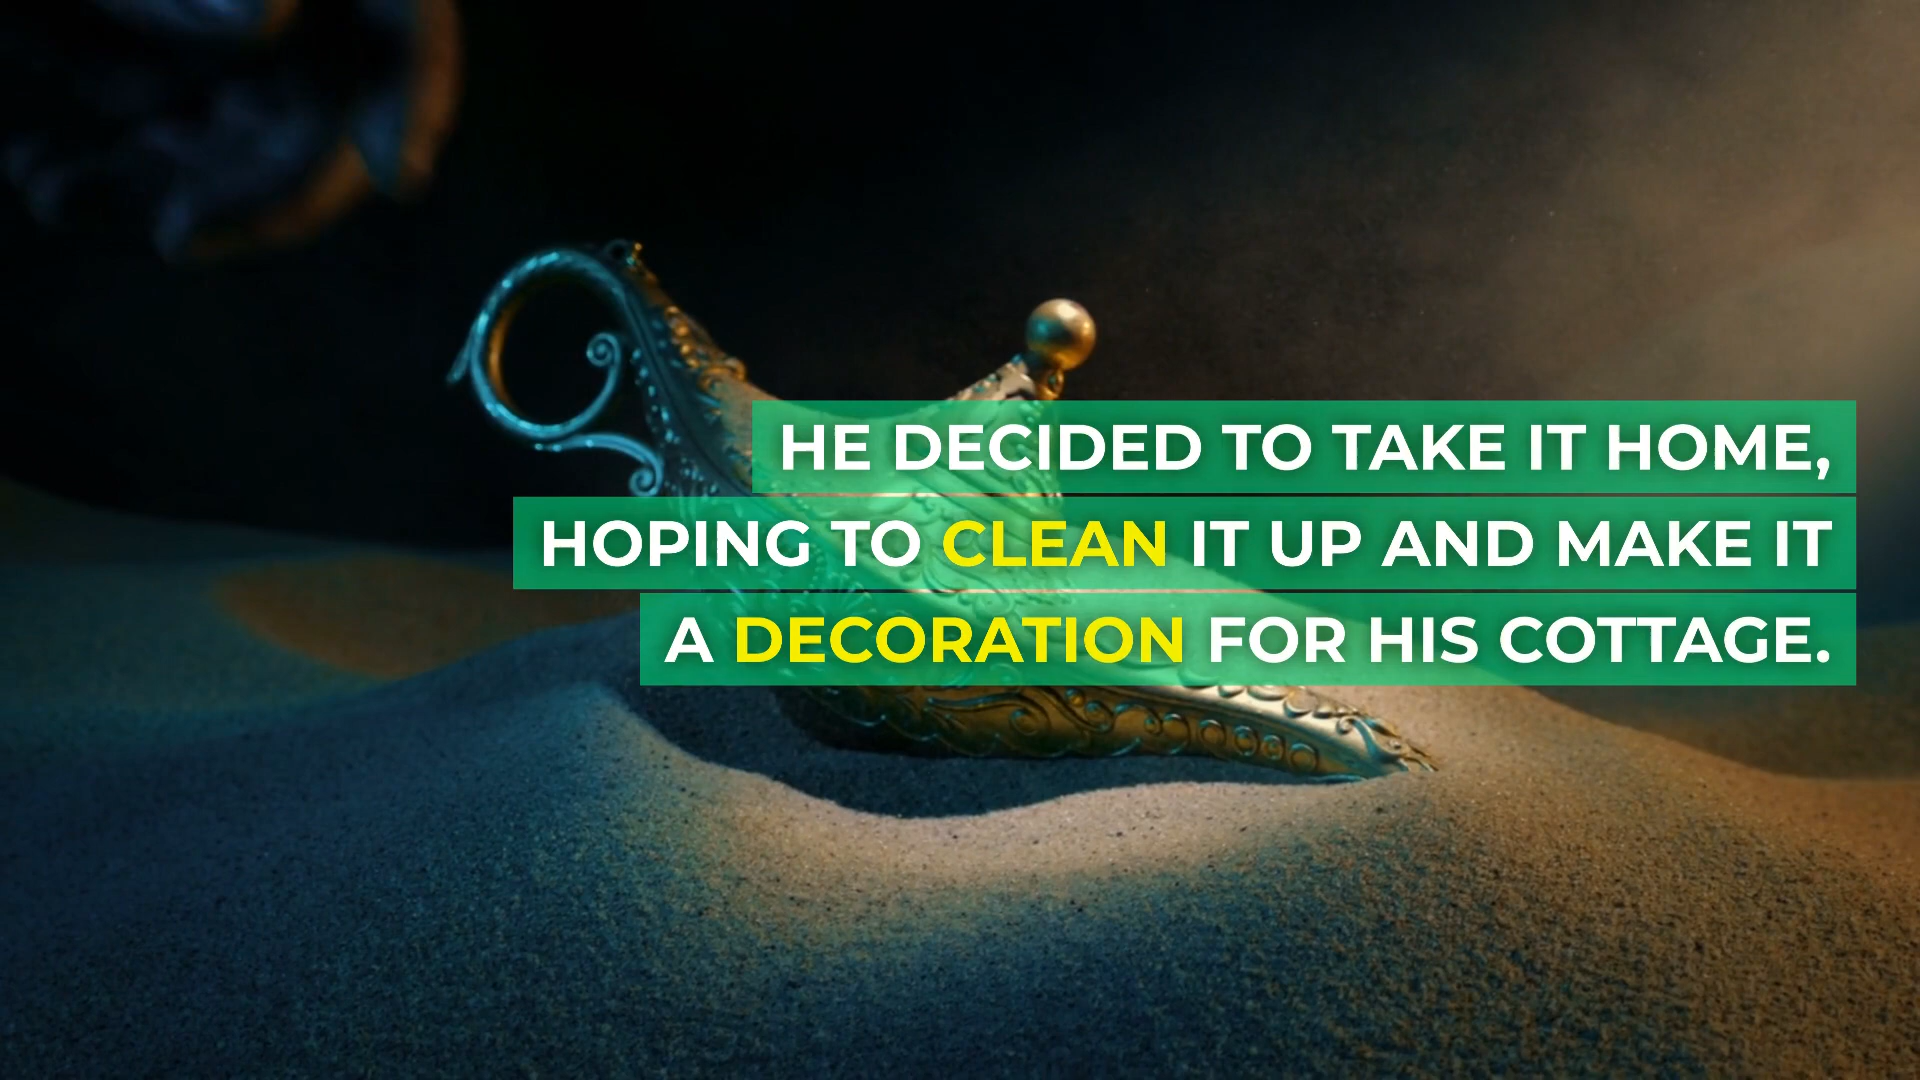 HE DECIDED TO TAKE IT HOME,
HOPING TO CLEAN IT UP AND MAKE IT
A DECORATION FOR HIS COTTAGE.